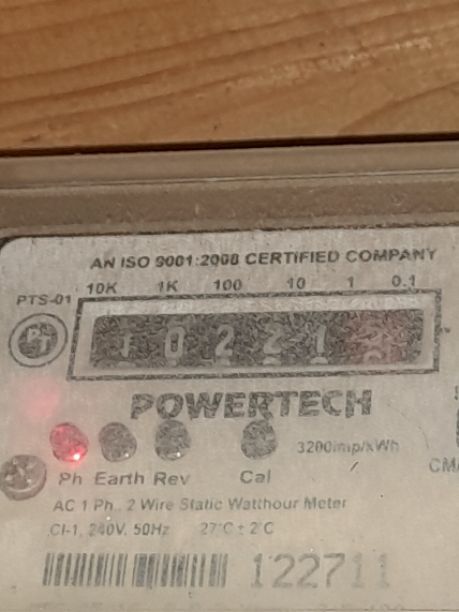 AN ISO 9001:2008 CERTIFIED COMPANY
10K 1K 100 10 1 0.1
PTS-01
PT
1 0 2 2 1
POWERTECH
3200imp/kWh
Ph Earth Rev Cal
AC 1 Ph., 2 Wire Static Watthour Meter
Cl-1, 240V, 50Hz 27°C ± 2°C
122711